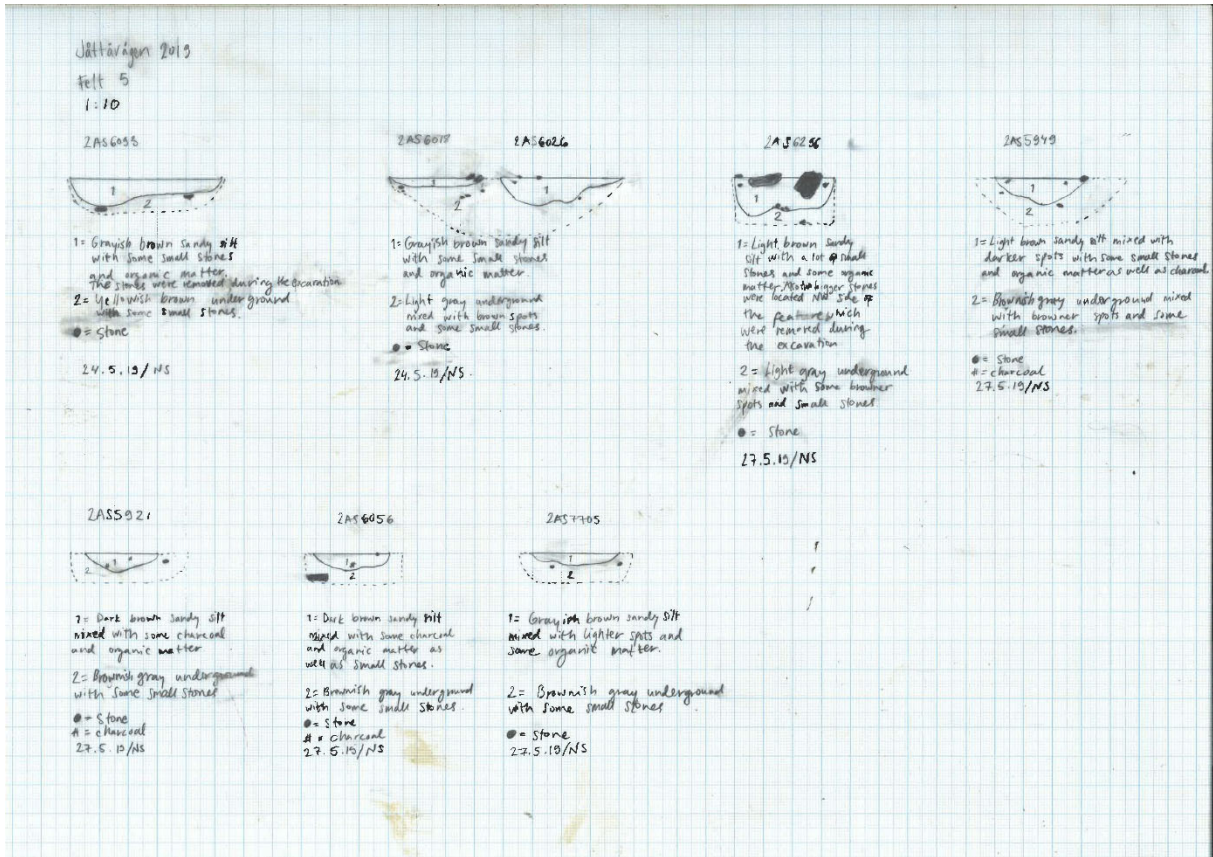 Jåttåvågen 2019
Felt 5
1:10
2AS6093
1
2
1= Grayish brown sandy silt
with some small stones
and organic matter.
The stones were removed during the excavation
2= Yellowish brown underground
with some small stones.
= Stone
24.5.19/NS
2AS6018 2AS6026
1
1
2
1= Grayish brown sandy silt
with some small stones
and organic matter.
2= Light gray underground
mixed with brown spots
and some small stones.
= Stone
24.5.19/NS.
2AS6256
1
2
1= Light brown sandy
silt with a lot of small
stones and some organic
matter. bigger stones
were located side of
the feature which
were removed during
the excavation
2 = Light gray underground
mixed with some browner
spots and small stones
= Stone
27.5.19/NS
2AS5949
1
2
1= Light brown sandy silt mixed with
darker spots with some small stones
and organic matter as well as charcoal
2= Brownish gray underground mixed
with browner spots and some
small stones.
= Stone
# = charcoal
27.5.19/NS
2AS5921
1
2
1= Dark brown sandy silt
mixed with some charcoal
and organic matter
2= Brownish gray underground
with some small stones
= Stone
# = charcoal
27.5.19/NS
2AS6056
1
2
1= Dark brown sandy silt
mixed with some charcoal
and organic matter as
well as small stones.
2= Brownish gray underground
with some small stones.
= Stone
# = charcoal
27.5.19/NS
2AS7705
1
2
1= Grayish brown sandy silt
mixed with lighter spots and
some organic matter.
2= Brownish gray underground
with some small stones
= Stone
27.5.19/NS